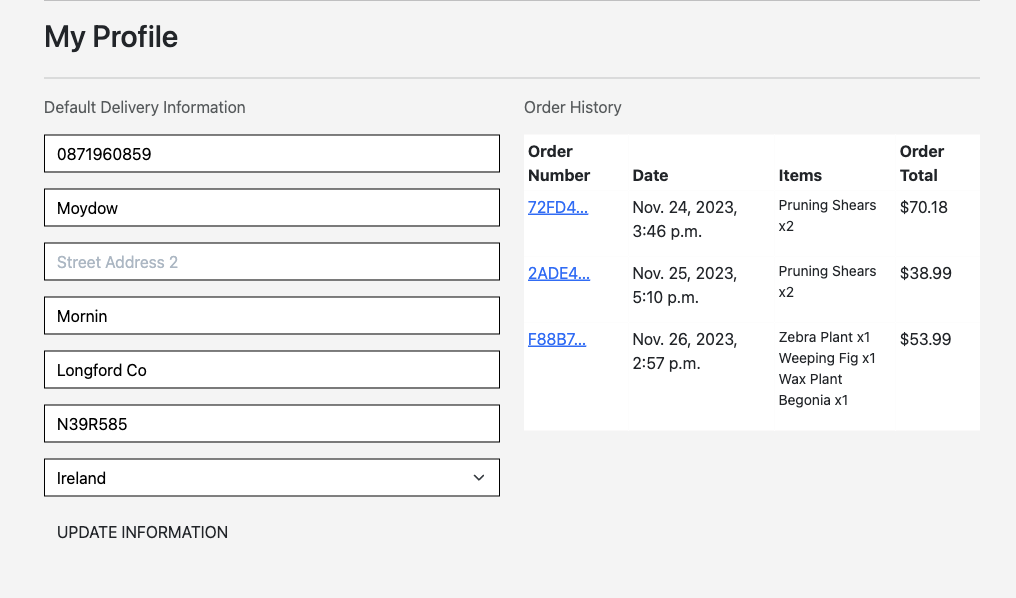 My Profile
Default Delivery Information
0871960859
Moydow
Street Address 2
Mornin
Longford Co
N39R585
Ireland
UPDATE INFORMATION
Order History
Order Number Date Items Order Total
72FD4... Nov. 24, 2023, 3:46 p.m. Pruning Shears x2 $70.18
2ADE4... Nov. 25, 2023, 5:10 p.m. Pruning Shears x2 $38.99
F88B7... Nov. 26, 2023, 2:57 p.m. Zebra Plant x1 Weeping Fig x1 Wax Plant Begonia x1 $53.99